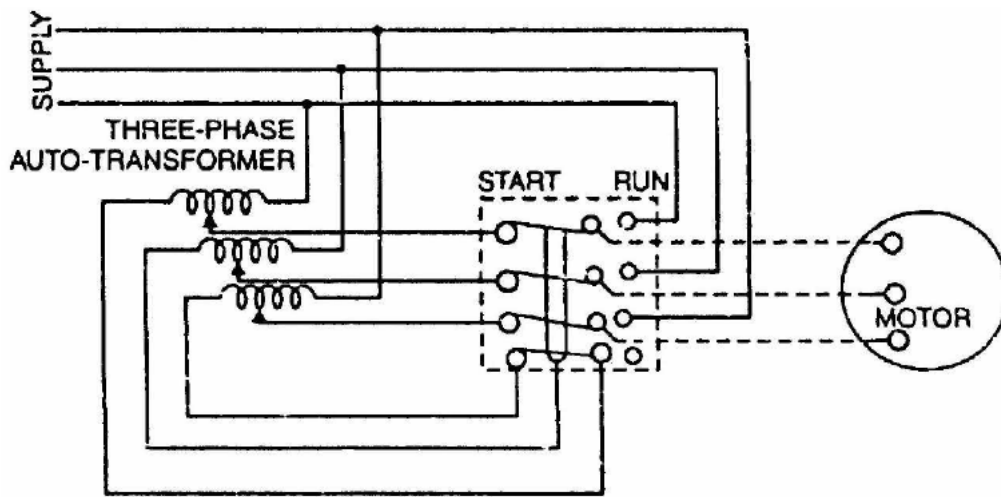 SUPPLY
THREE-PHASE
AUTO-TRANSFORMER
START RUN
MOTOR